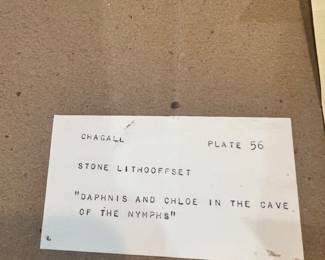 CHAGALL PLATE 56
STONE LITHOOFFSET
"DAPHNIS AND CHLOE IN THE CAVE
OF THE NYMPHS"